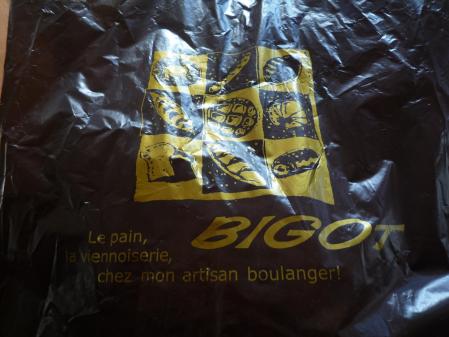 BIGOT
Le pain,
la viennoiserie,
chez mon artisan boulanger!